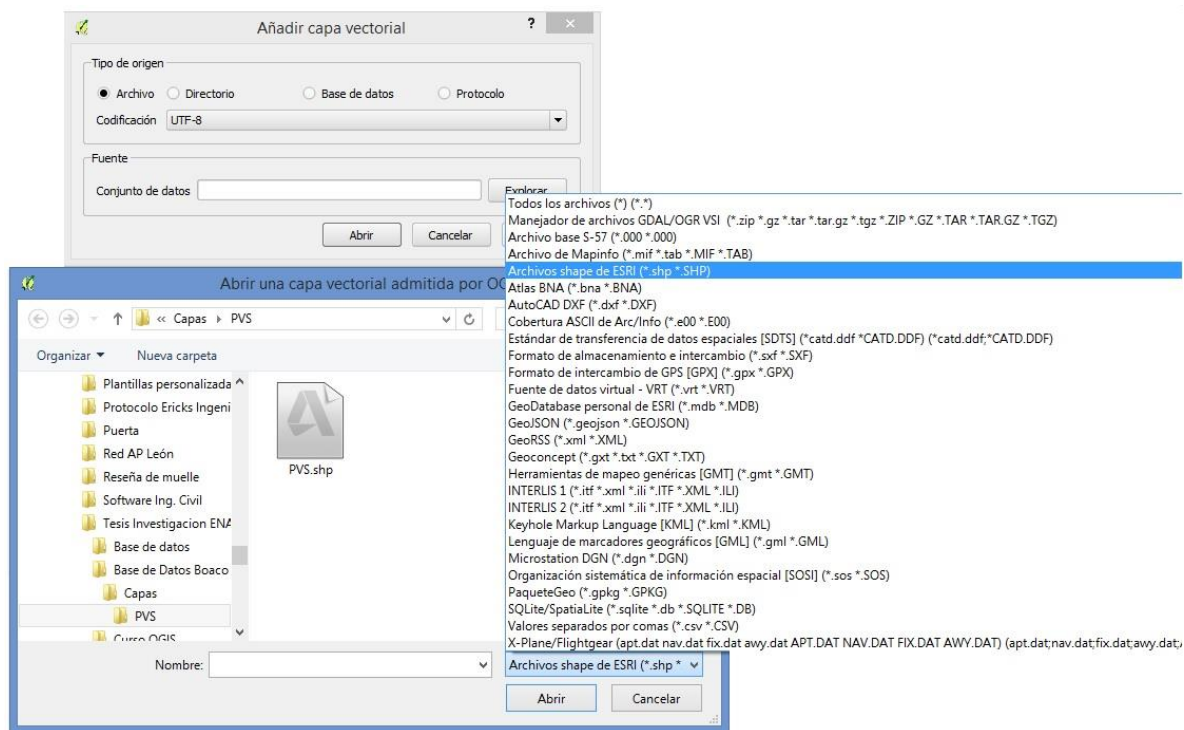 Añadir capa vectorial
?
Tipo de origen
Archivo Directorio Base de datos Protocolo
Codificación UTF-8
Fuente
Conjunto de datos
Explorar
Abrir Cancelar
Abrir una capa vectorial admitida por
« Capas PVS
Organizar Nueva carpeta
Plantillas personalizada
Protocolo Ericks Ingeni
Puerta
Red AP León
Reseña de muelle
Software Ing. Civil
Tesis Investigacion ENA
Base de datos
Base de Datos Boaco
Capas
PVS
Curso QGIS
PVS.shp
Todos los archivos (*) (*.*)
Manejador de archivos GDAL/OGR VSI (*.zip *.gz *.tar *.tar.gz *.tgz *.ZIP *.GZ *.TAR *.TAR.GZ *.TGZ)
Archivo base S-57 (*.000 *.000)
Archivo de Mapinfo (*.mif *.tab *.MIF *.TAB)
Archivos shape de ESRI (*.shp *.SHP)
Atlas BNA (*.bna *.BNA)
AutoCAD DXF (*.dxf *.DXF)
Cobertura ASCII de Arc/Info (*.e00 *.E00)
Estándar de transferencia de datos espaciales [SDTS] (*catd.ddf *CATD.DDF) (*catd.ddf;*CATD.DDF)
Formato de almacenamiento e intercambio (*.sxf *.SXF)
Formato de intercambio de GPS [GPX] (*.gpx *.GPX)
Fuente de datos virtual - VRT (*.vrt *.VRT)
GeoDatabase personal de ESRI (*.mdb *.MDB)
GeoJSON (*.geojson *.GEOJSON)
GeoRSS (*.xml *.XML)
Geoconcept (*.gxt *.txt *.GXT *.TXT)
Herramientas de mapeo genéricas [GMT] (*.gmt *.GMT)
INTERLIS 1 (*.itf *.xml *.ili *.ITF *.XML *.ILI)
INTERLIS 2 (*.itf *.xml *.ili *.ITF *.XML *.ILI)
Keyhole Markup Language [KML] (*.kml *.KML)
Lenguaje de marcadores geográficos [GML] (*.gml *.GML)
Microstation DGN (*.dgn *.DGN)
Organización sistemática de información espacial [SOSI] (*.sos *.SOS)
PaqueteGeo (*.gpkg *.GPKG)
SQLite/SpatiaLite (*.sqlite *.db *.SQLITE *.DB)
Valores separados por comas (*.csv *.CSV)
X-Plane/Flightgear (apt.dat nav.dat fix.dat awy.dat APT.DAT NAV.DAT FIX.DAT AWY.DAT) (apt.dat;nav.dat;fix.dat;awy.dat;
Nombre:
Archivos shape de ESRI (*.shp *
Abrir Cancelar